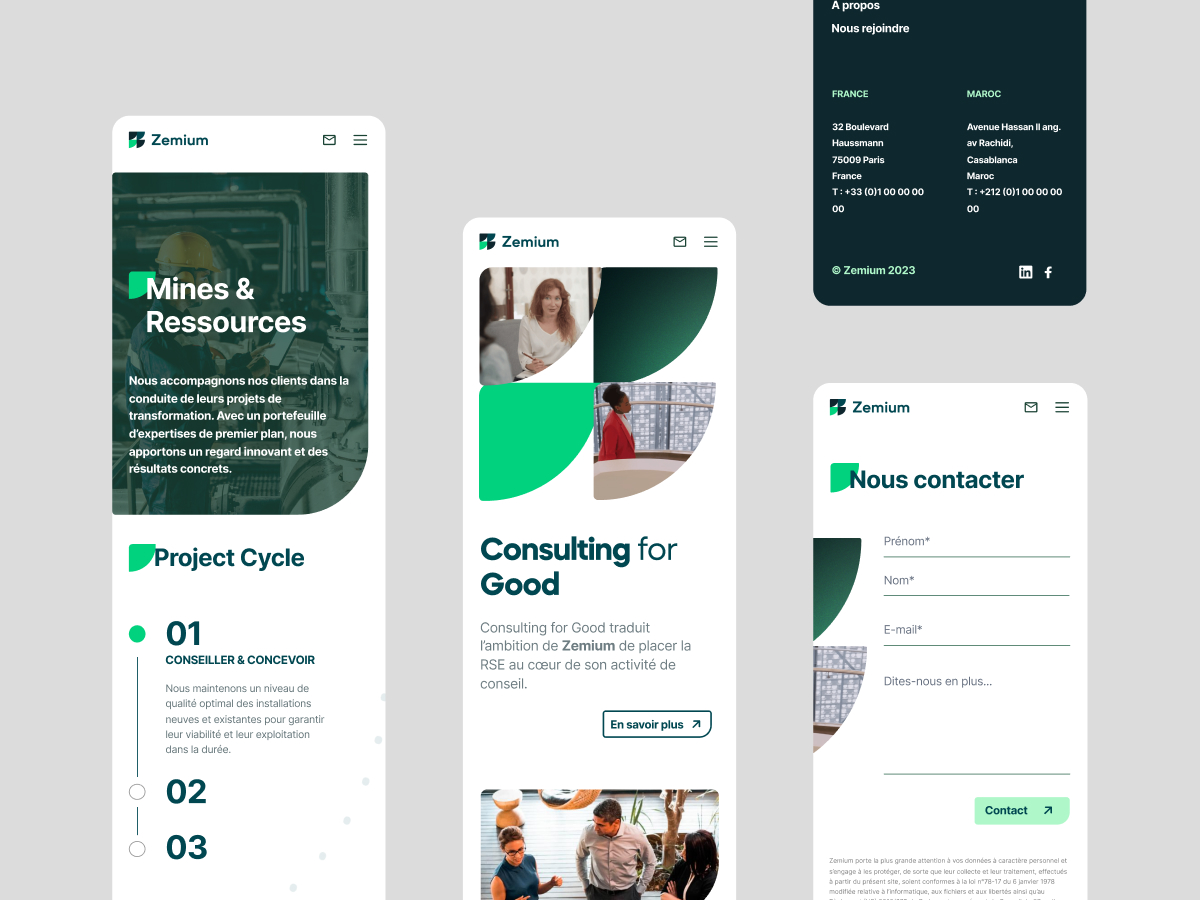 Zemium
Mines &
Ressources
Nous accompagnons nos clients dans la
conduite de leurs projets de
transformation. Avec un portefeuille
d'expertises de premier plan, nous
apportons un regard innovant et des
résultats concrets.
Project Cycle
01
CONSEILLER & CONCEVOIR
Nous maintenons un niveau de
qualité optimal des installations
neuves et existantes pour garantir
leur viabilité et leur exploitation
dans la durée.
02
03
Zemium
Consulting for
Good
Consulting for Good traduit
l'ambition de Zemium de placer la
RSE au cœur de son activité de
conseil.
En savoir plus
A propos
Nous rejoindre
FRANCE
32 Boulevard
Haussmann
75009 Paris
France
T : +33 (0)1 00 00 00
00
MAROC
Avenue Hassan II ang.
av Rachidi,
Casablanca
Maroc
T : +212 (0)1 00 00 00
00
© Zemium 2023
Zemium
Nous contacter
Prénom*
Nom*
E-mail*
Dites-nous en plus...
Contact
Zemium porte la plus grande attention à vos données à caractère personnel et
s'engage à les protéger, de sorte que leur collecte et leur traitement, effectués
à partir du présent site, soient conformes à la loi n°78-17 du 6 janvier 1978
modifiée relative à l'informatique, aux fichiers et aux libertés ainsi qu'au